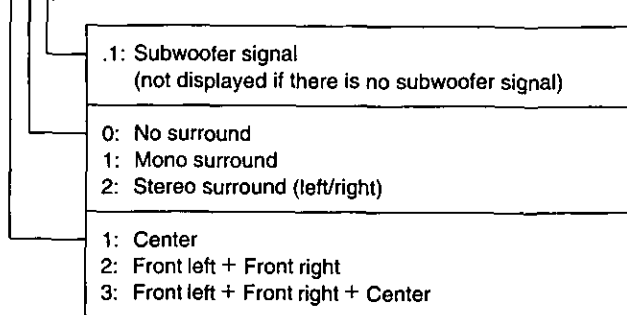 .1: Subwoofer signal
(not displayed if there is no subwoofer signal)
0: No surround
1: Mono surround
2: Stereo surround (left/right)
1: Center
2: Front left + Front right
3: Front left + Front right + Center